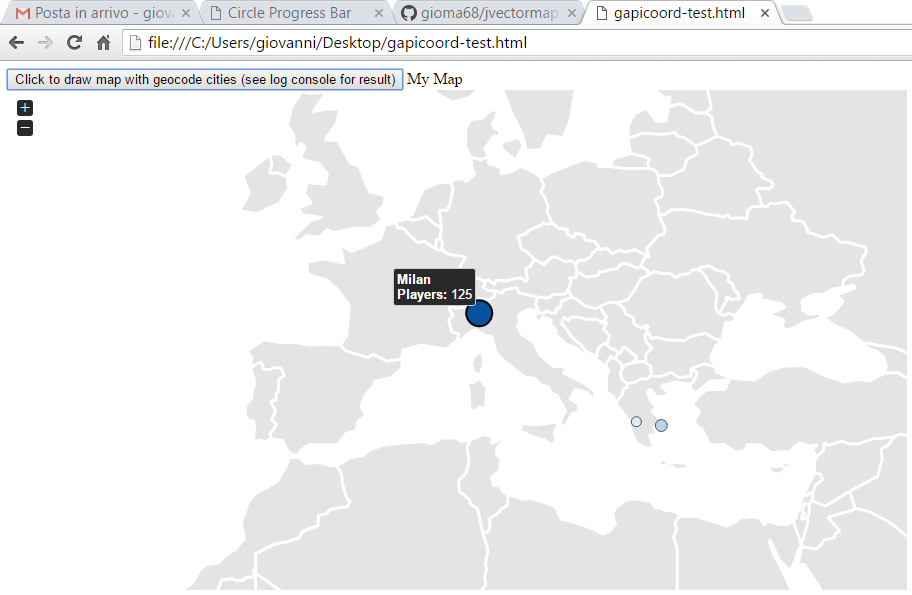 Posta in arrivo - giov
Circle Progress Bar
gioma68/jvectormap
gapicoord-test.html
file:///C:/Users/giovanni/Desktop/gapicoord-test.html
Click to draw map with geocode cities (see log console for result) My Map
+
−
Milan
Players: 125